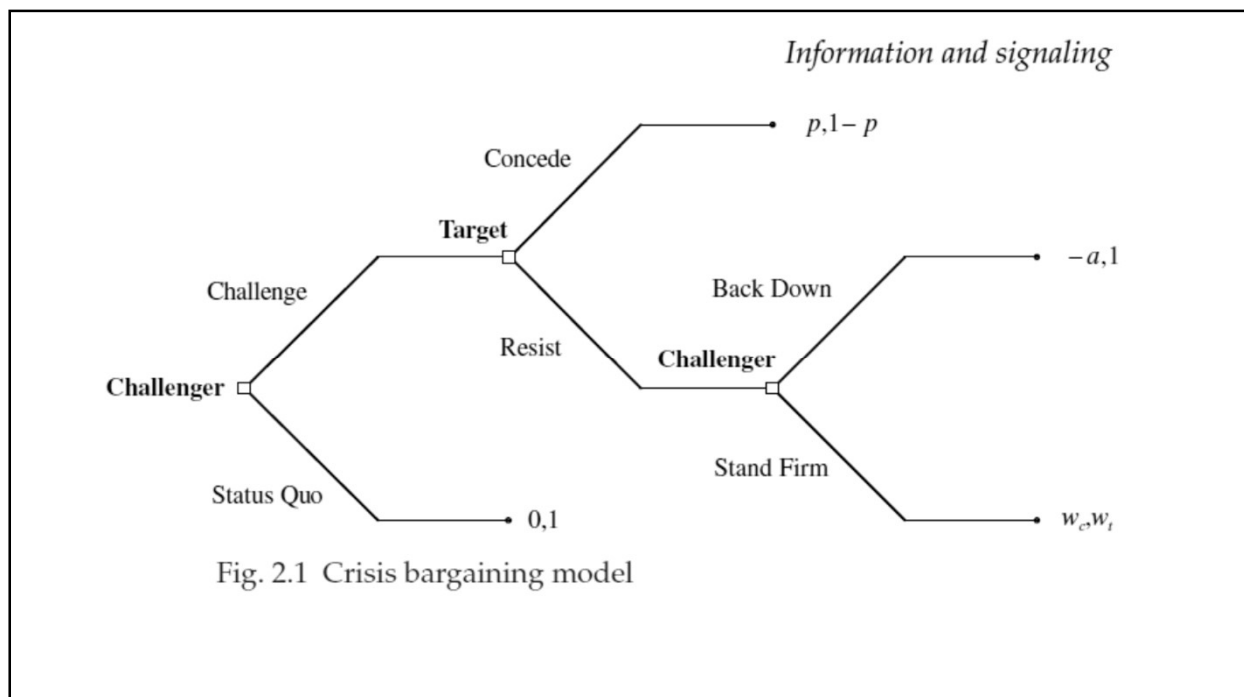 Information and signaling
p,1– p
Concede
Target
–a,1
Challenge
Back Down
Resist
Challenger
Challenger
Stand Firm
Status Quo
0,1
w_c,w_t
Fig. 2.1 Crisis bargaining model